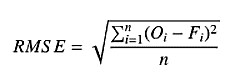 RMSE = √(∑ⁿᵢ₌₁(Oᵢ − Fᵢ)² / n)